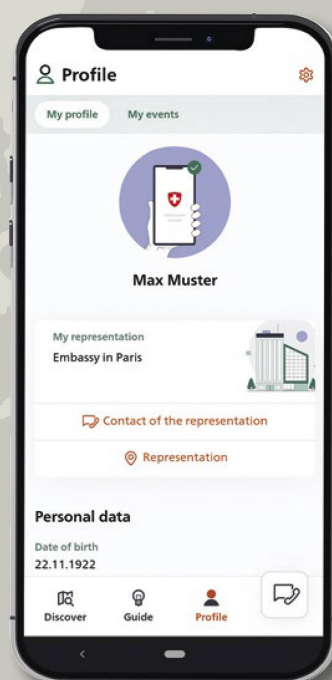 Profile
My profile My events
Max Muster
My representation
Embassy in Paris
Contact of the representation
Representation
Personal data
Date of birth
22.11.1922
Discover Guide Profile